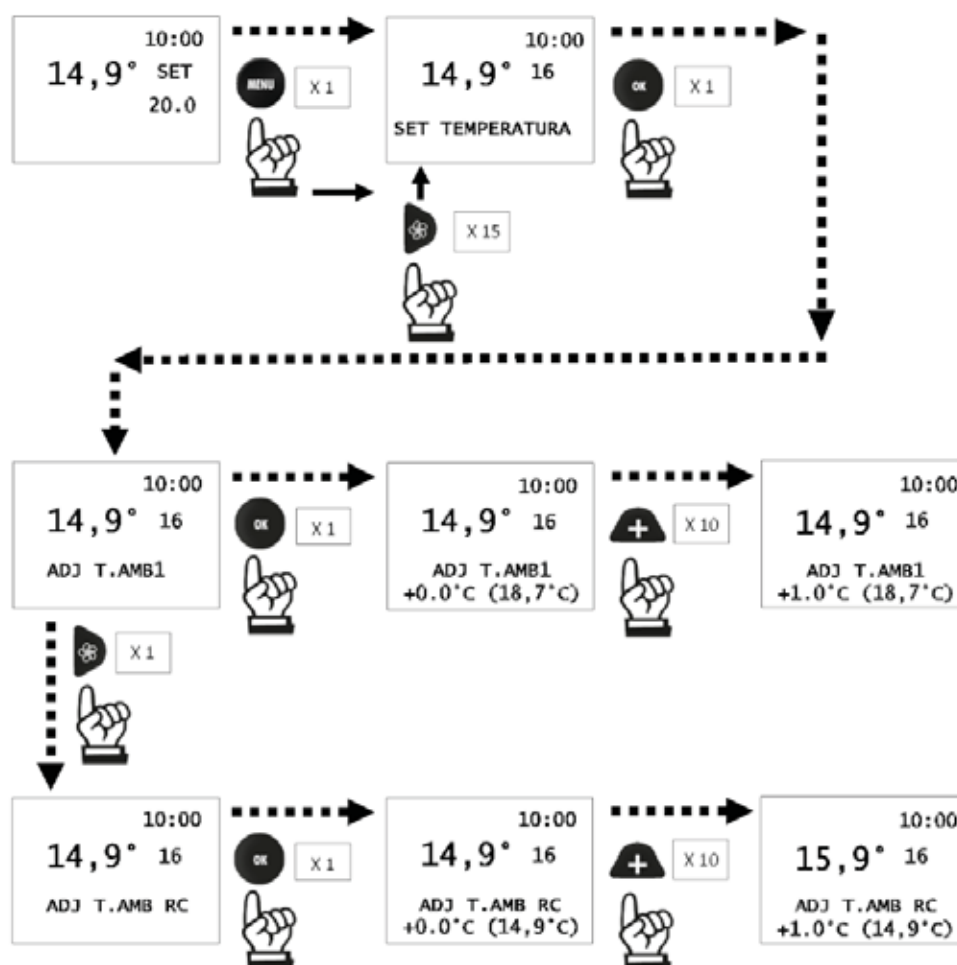 10:00
14,9° SET
20.0
MENU
X 1
10:00
14,9° 16
SET TEMPERATURA
OK
X 1
X 15
10:00
14,9° 16
ADJ T.AMB1
OK
X 1
10:00
14,9° 16
ADJ T.AMB1
+0.0°C (18,7°C)
+
X 10
10:00
14,9° 16
ADJ T.AMB1
+1.0°C (18,7°C)
X 1
10:00
14,9° 16
ADJ T.AMB RC
OK
X 1
10:00
14,9° 16
ADJ T.AMB RC
+0.0°C (14,9°C)
+
X 10
10:00
15,9° 16
ADJ T.AMB RC
+1.0°C (14,9°C)